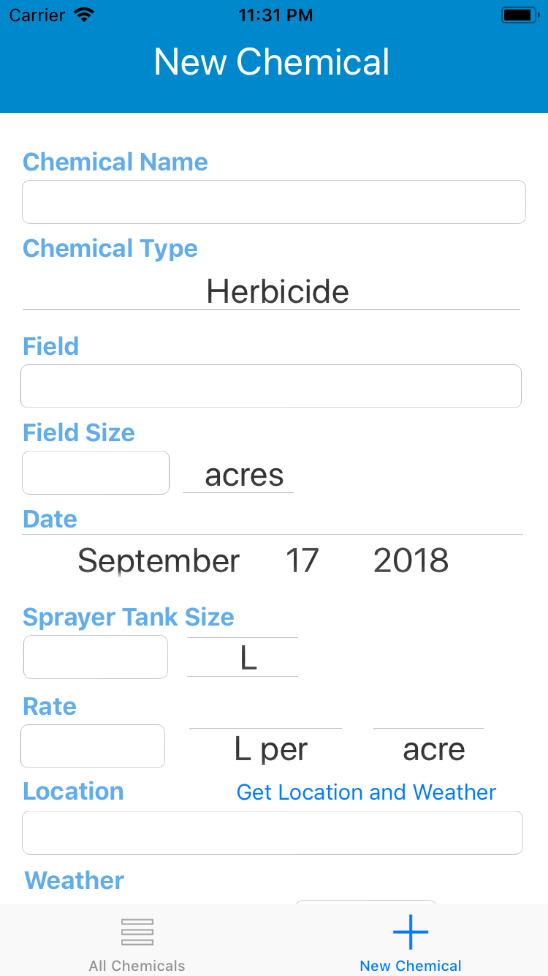 Carrier 11:31 PM
New Chemical
Chemical Name
Chemical Type
Herbicide
Field
Field Size
acres
Date
September 17 2018
Sprayer Tank Size
L
Rate
L per acre
Location Get Location and Weather
Weather
All Chemicals New Chemical